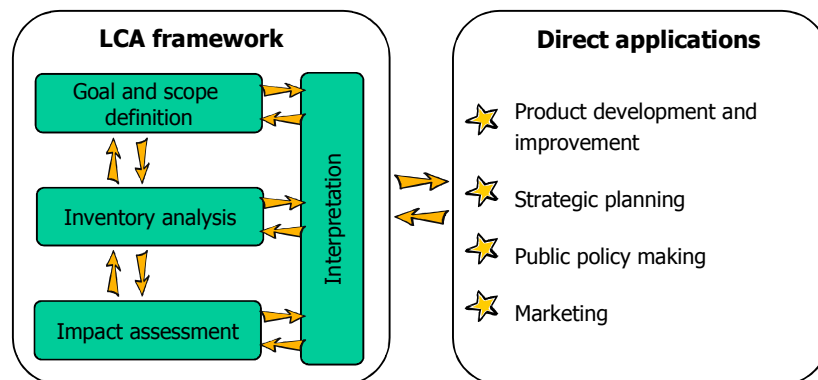 LCA framework
Goal and scope
definition
Inventory analysis
Impact assessment
Interpretation
Direct applications
Product development and
improvement
Strategic planning
Public policy making
Marketing